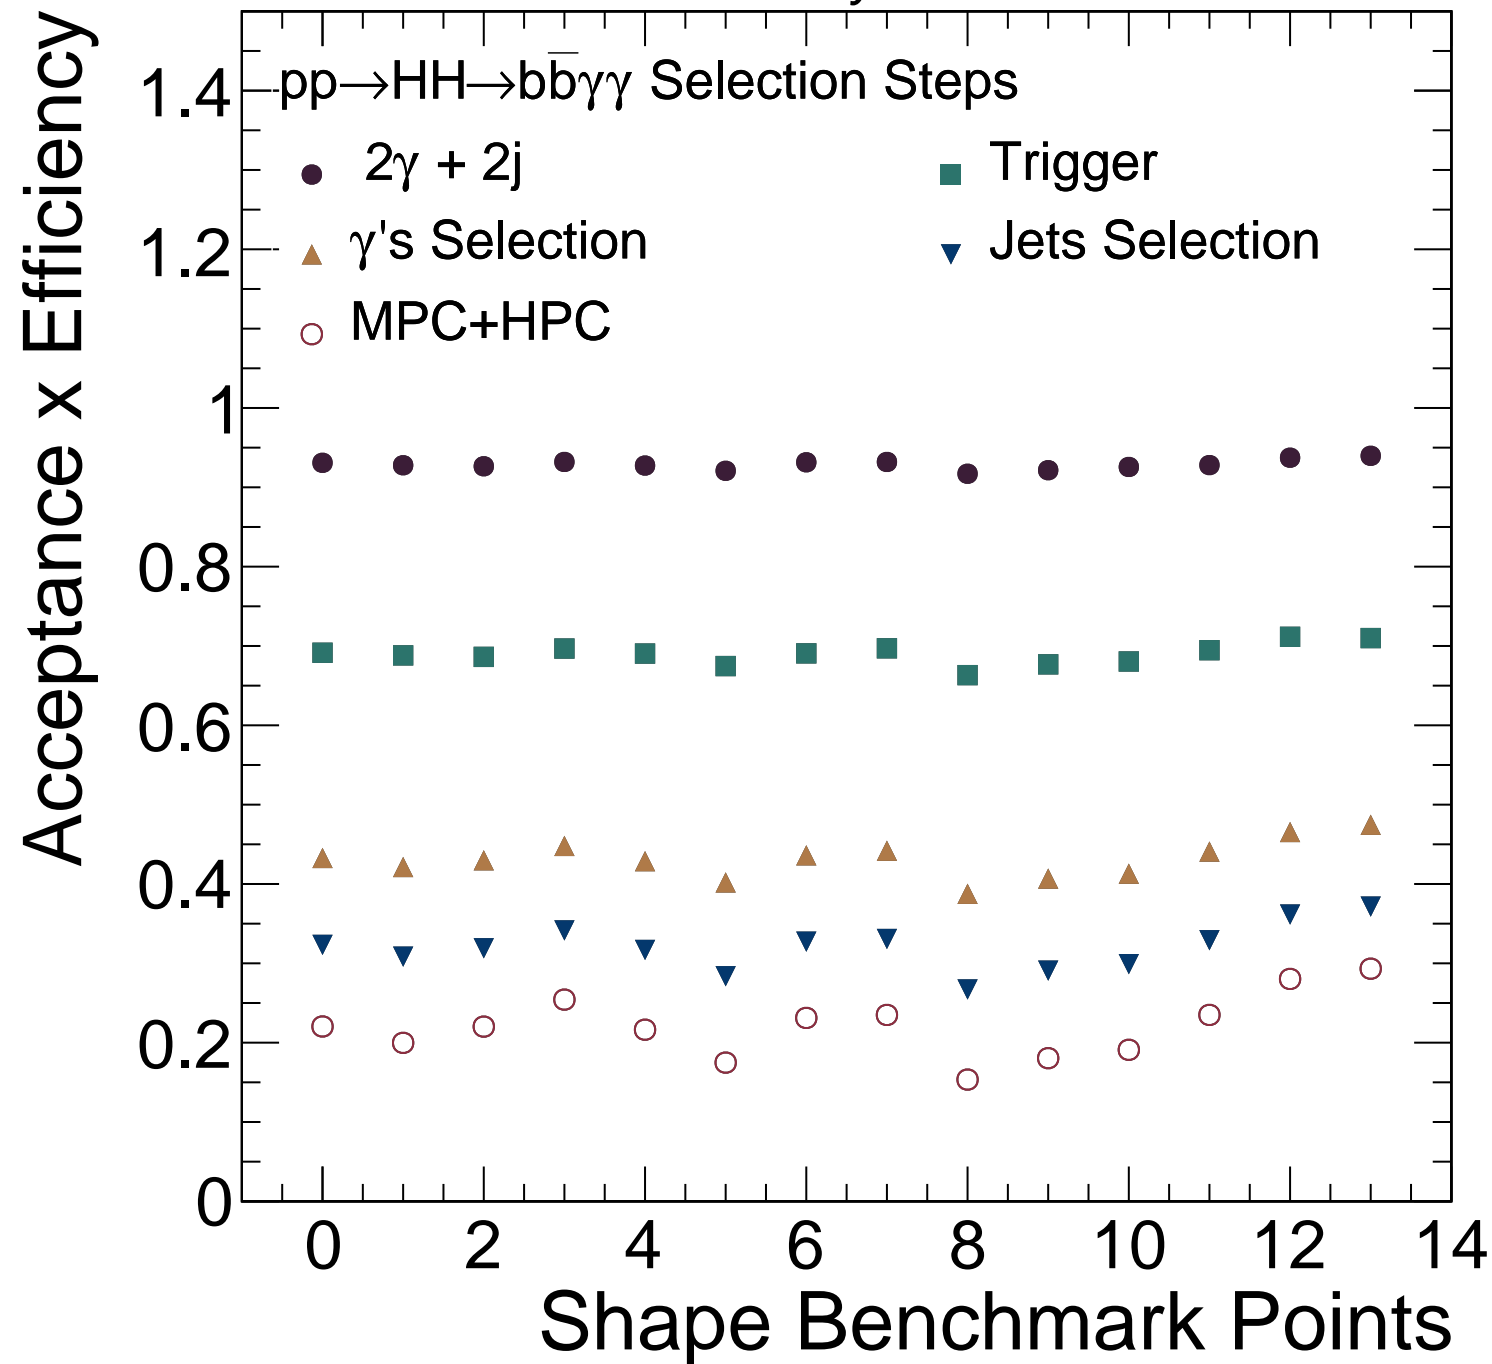 Acceptance x Efficiency
pp→HH→bb̅γγ Selection Steps
2γ + 2j
Trigger
γ's Selection
Jets Selection
MPC+HPC
1.4
1.2
1
0.8
0.6
0.4
0.2
0
0 2 4 6 8 10 12 14
Shape Benchmark Points